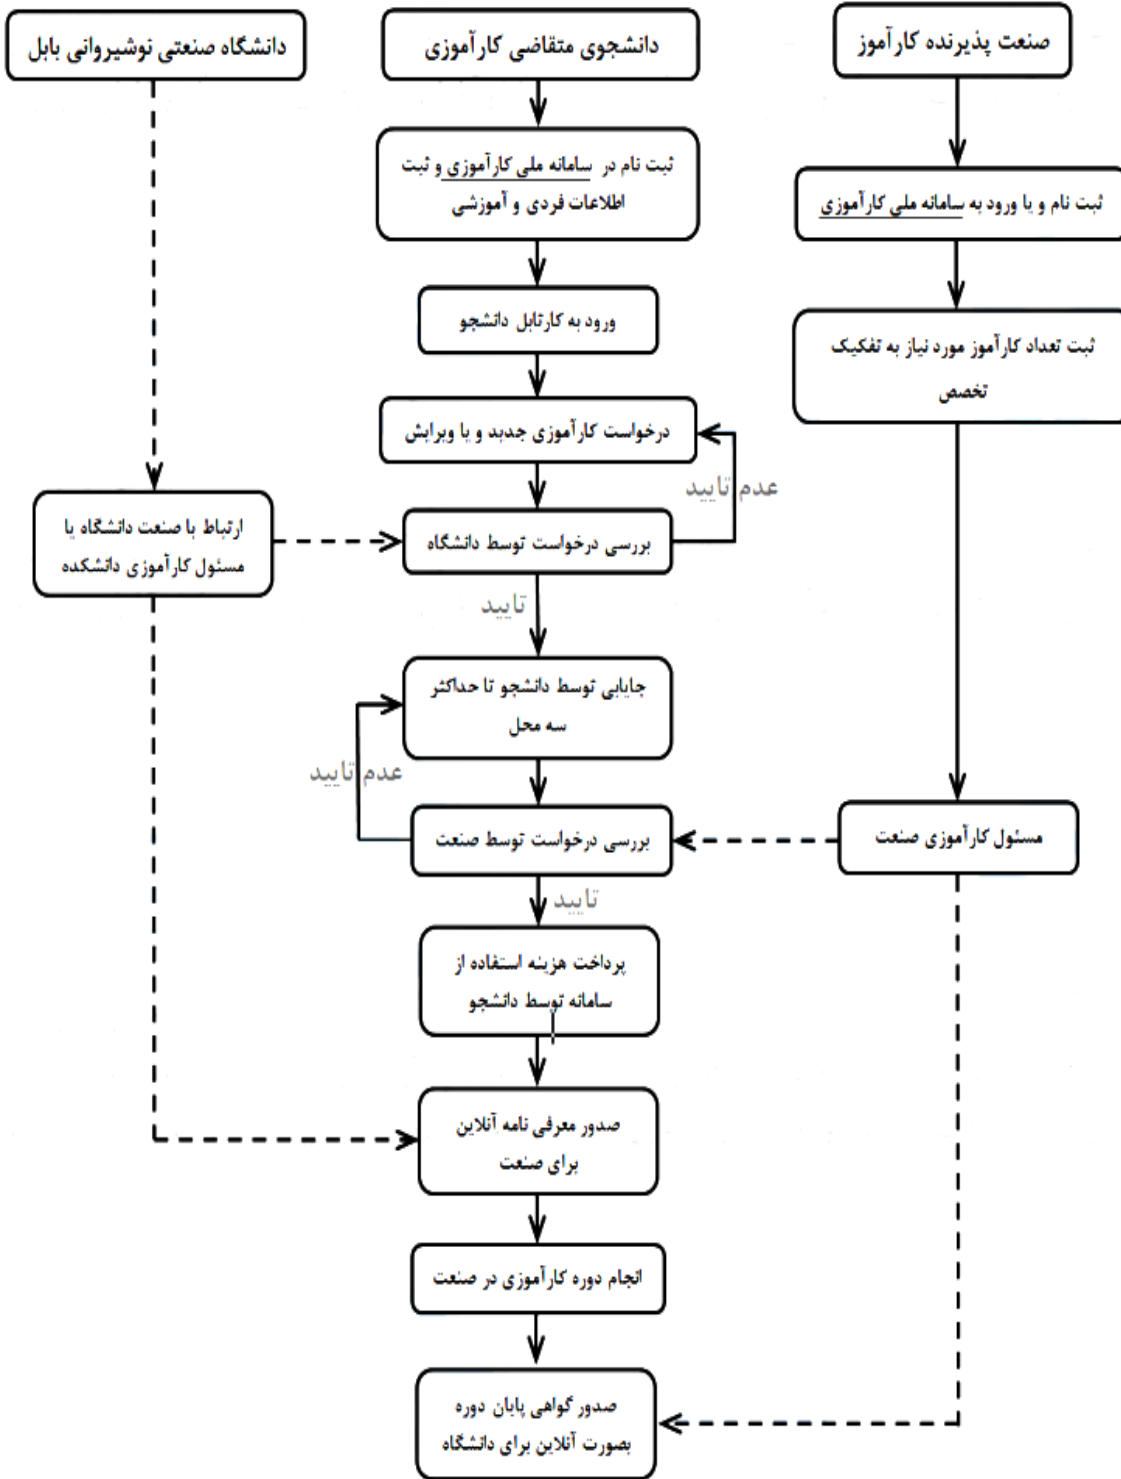 صنعت پذیرنده کارآموز
دانشجوی متقاضی کارآموزی
دانشگاه صنعتی نوشیروانی بابل
ثبت نام در سامانه ملی کارآموزی و ثبت
اطلاعات فردی و آموزشی
ثبت نام و یا ورود به سامانه ملی کارآموزی
ورود به کارتابل دانشجو
ثبت تعداد کارآموز مورد نیاز به تفکیک
تخصص
درخواست کارآموزی جدید و یا ویرایش
عدم تایید
ارتباط با صنعت دانشگاه یا
مسئول کارآموزی دانشکده
بررسی درخواست توسط دانشگاه
تایید
جایابی توسط دانشجو تا حداکثر
سه محل
عدم تایید
بررسی درخواست توسط صنعت
مسئول کارآموزی صنعت
تایید
پرداخت هزینه استفاده از
سامانه توسط دانشجو
صدور معرفی نامه آنلاین
برای صنعت
انجام دوره کارآموزی در صنعت
صدور گواهی پایان دوره
بصورت آنلاین برای دانشگاه